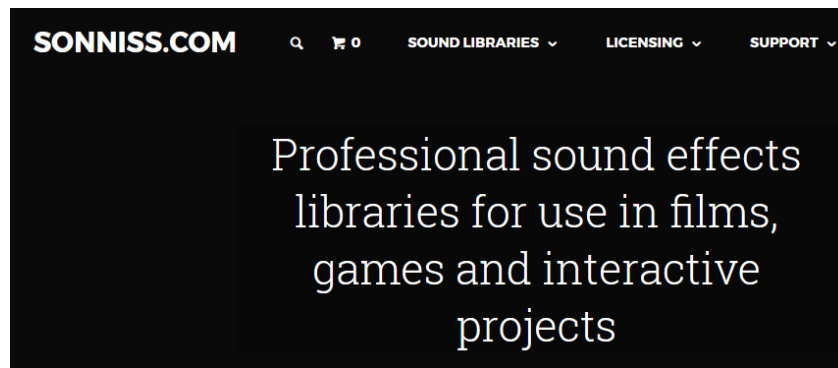 SONNISS.COM 0 SOUND LIBRARIES LICENSING SUPPORT
Professional sound effects
libraries for use in films,
games and interactive
projects